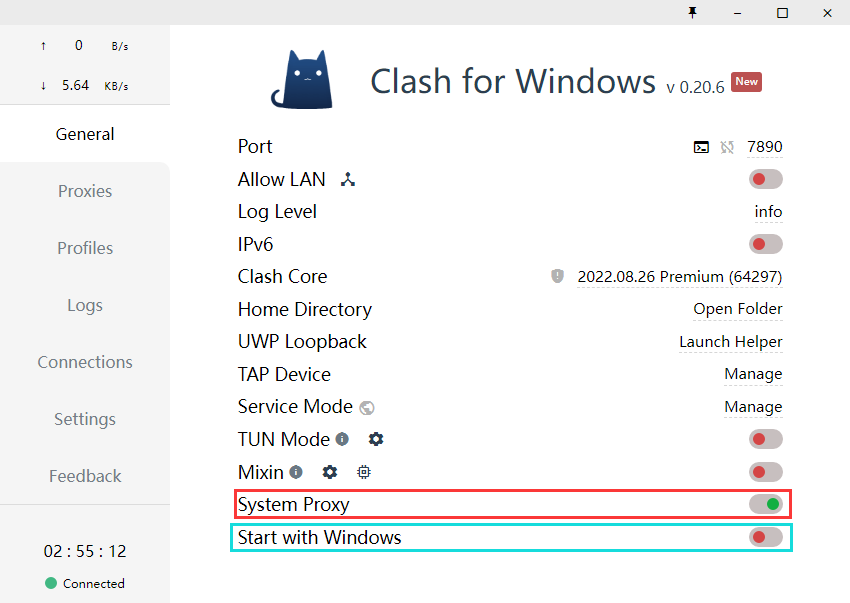 ↑ 0 B/s
↓ 5.64 KB/s
General
Proxies
Profiles
Logs
Connections
Settings
Feedback
02 : 55 : 12
Connected
Clash for Windows v 0.20.6 New
Port 7890
Allow LAN
Log Level info
IPv6
Clash Core 2022.08.26 Premium (64297)
Home Directory Open Folder
UWP Loopback Launch Helper
TAP Device Manage
Service Mode Manage
TUN Mode
Mixin
System Proxy
Start with Windows